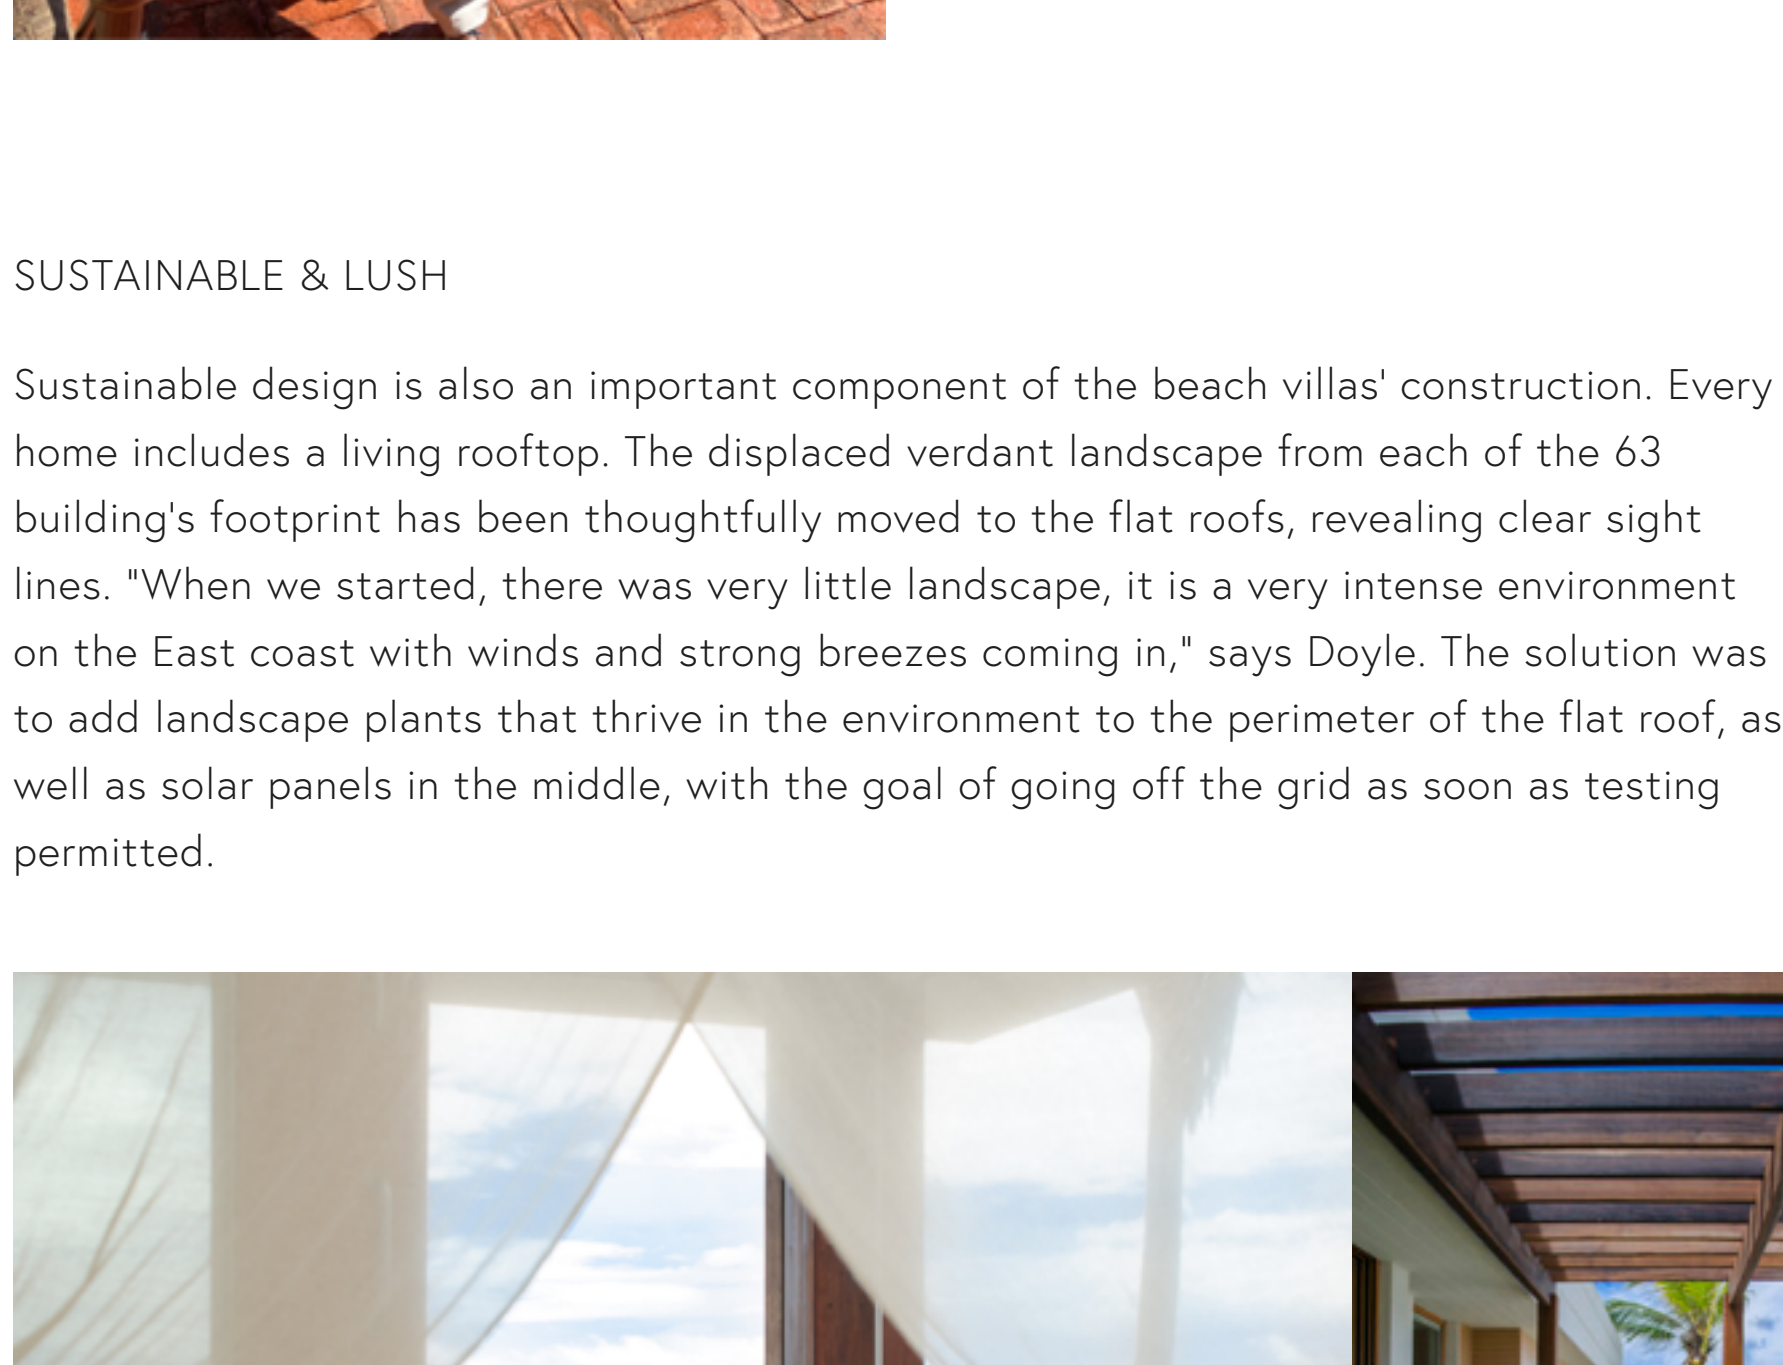 SUSTAINABLE & LUSH
Sustainable design is also an important component of the beach villas' construction. Every
home includes a living rooftop. The displaced verdant landscape from each of the 63
building's footprint has been thoughtfully moved to the flat roofs, revealing clear sight
lines. "When we started, there was very little landscape, it is a very intense environment
on the East coast with winds and strong breezes coming in," says Doyle. The solution was
to add landscape plants that thrive in the environment to the perimeter of the flat roof, as
well as solar panels in the middle, with the goal of going off the grid as soon as testing
permitted.